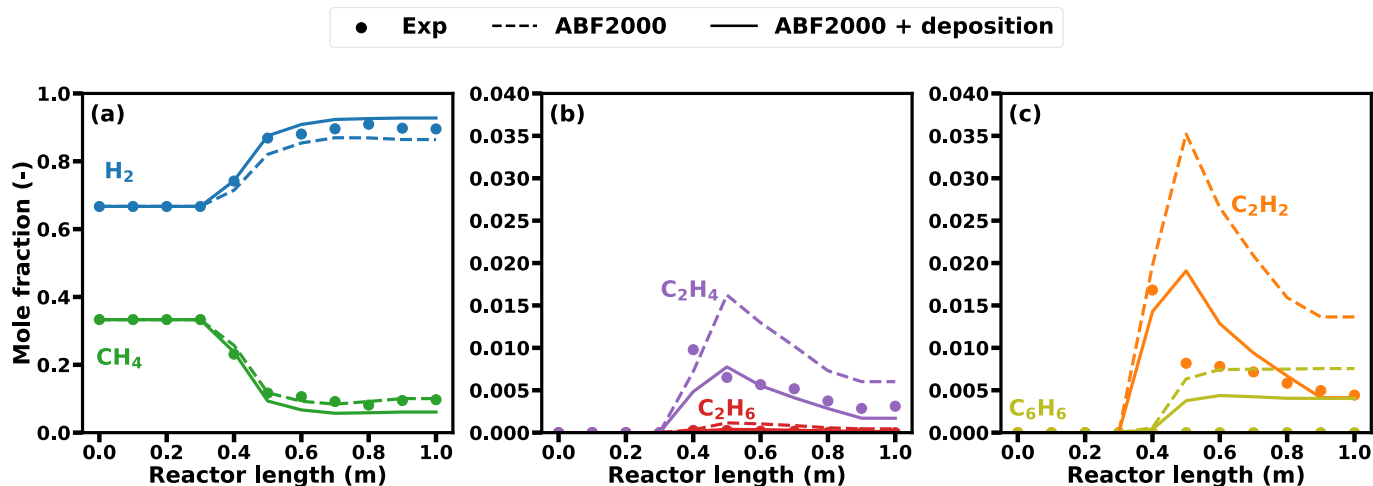 Exp ABF2000 ABF2000 + deposition
(a) (b) (c)
1.0 0.8 0.6 0.4 0.2 0.0
Mole fraction (-)
H₂
CH₄
0.0 0.2 0.4 0.6 0.8 1.0
Reactor length (m)
0.040 0.035 0.030 0.025 0.020 0.015 0.010 0.005 0.000
C₂H₄
C₂H₆
0.0 0.2 0.4 0.6 0.8 1.0
Reactor length (m)
0.040 0.035 0.030 0.025 0.020 0.015 0.010 0.005 0.000
C₂H₂
C₆H₆
0.0 0.2 0.4 0.6 0.8 1.0
Reactor length (m)